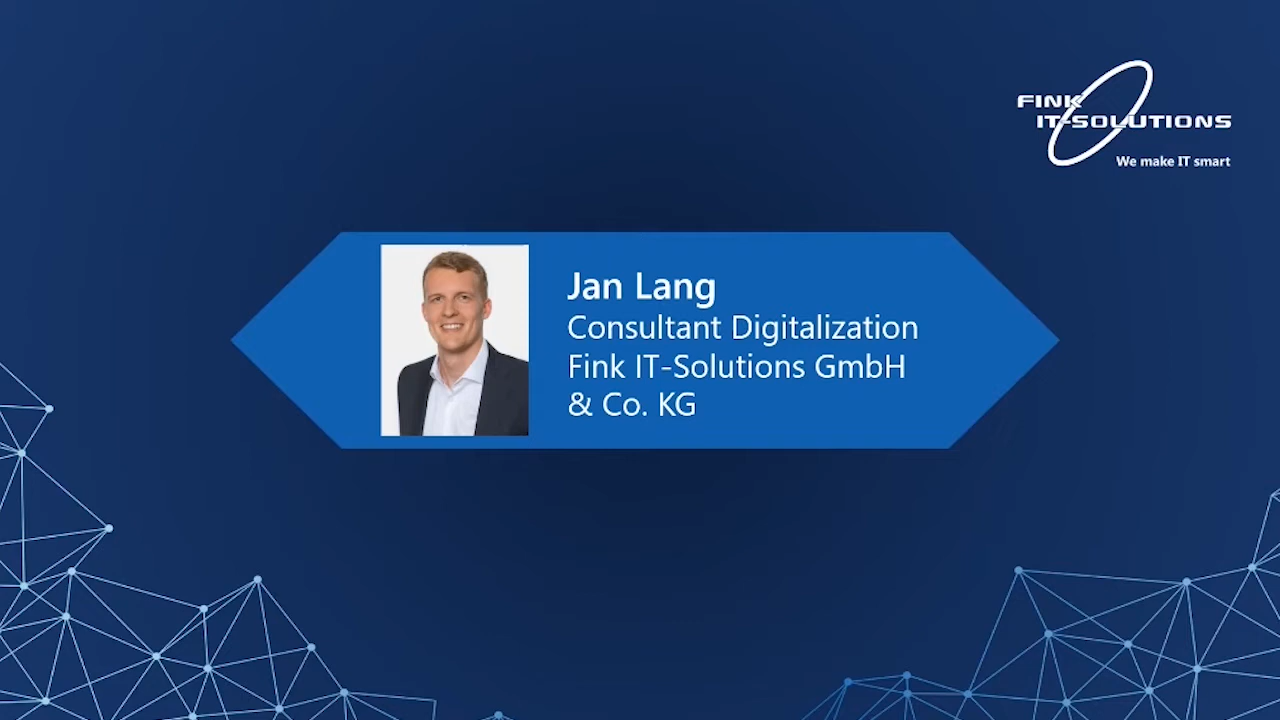 FINK
IT-SOLUTIONS
We make IT smart
Jan Lang
Consultant Digitalization
Fink IT-Solutions GmbH
& Co. KG